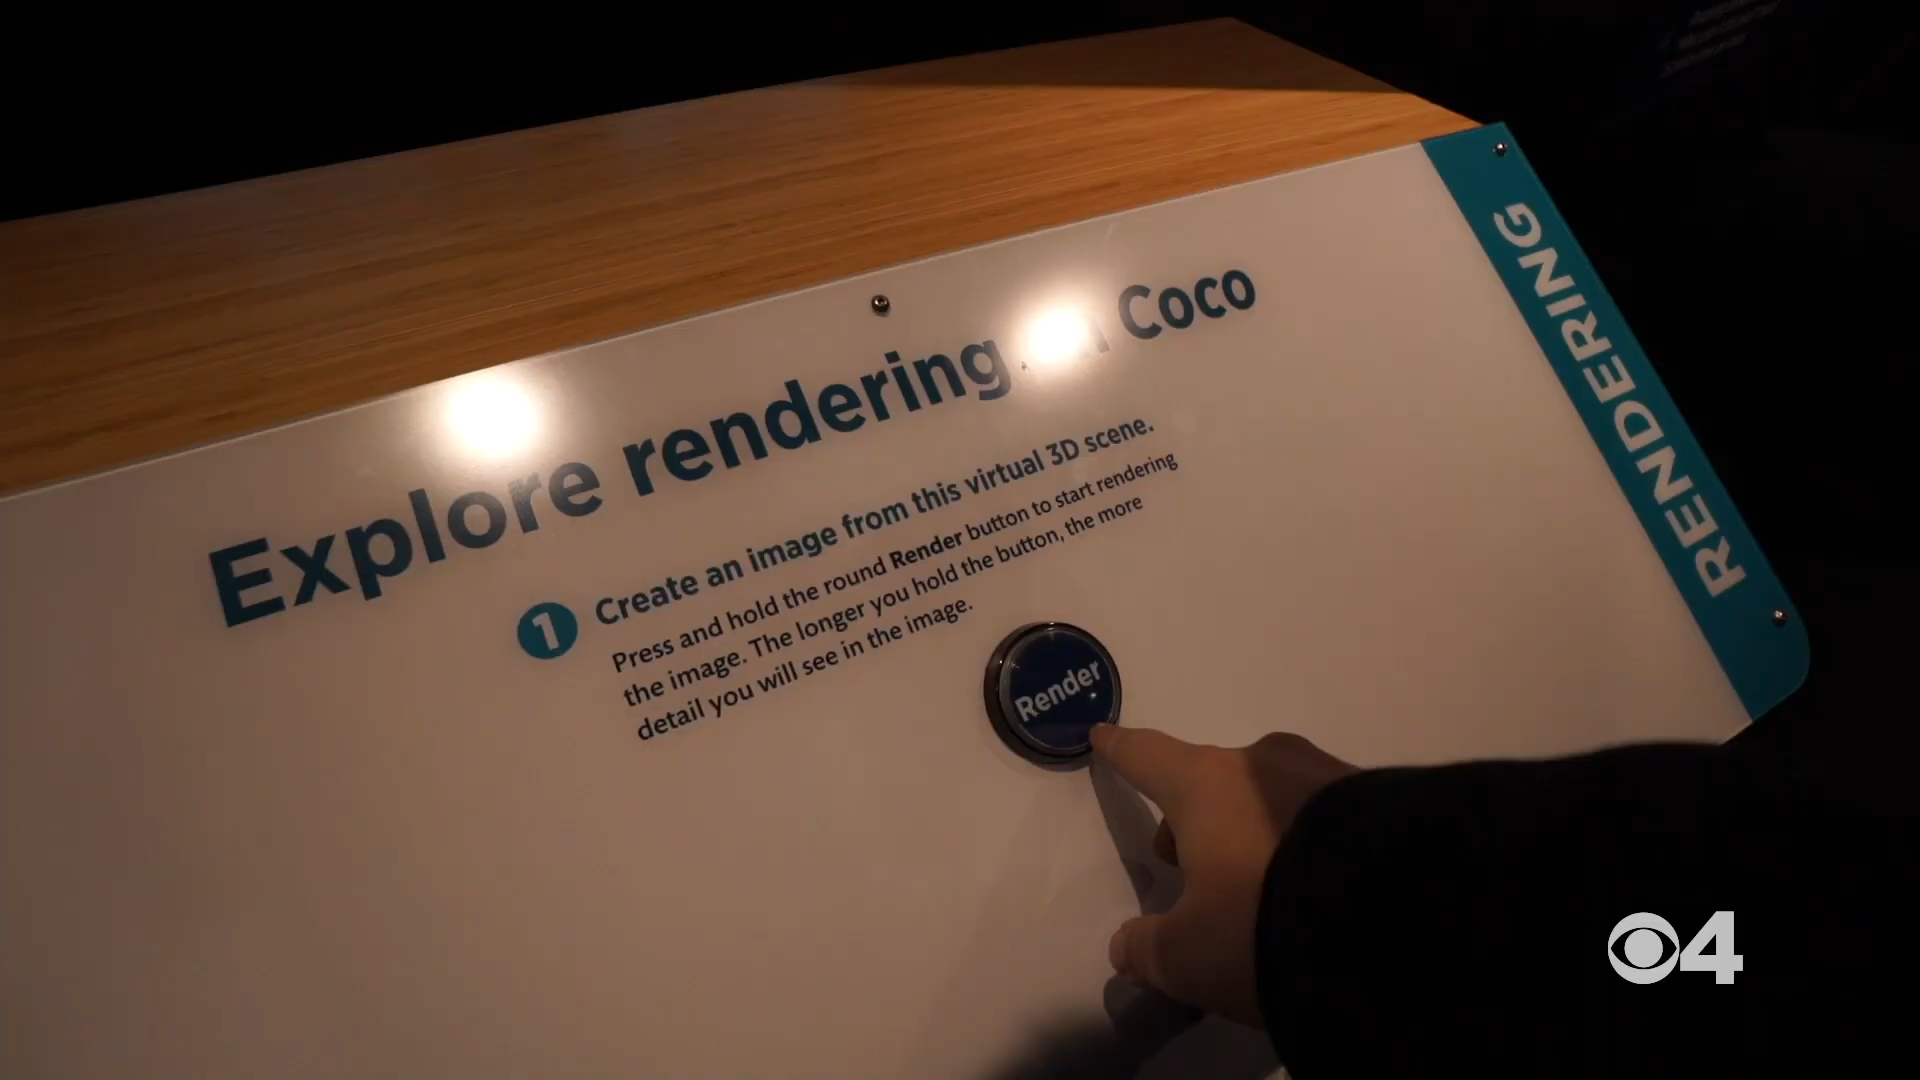 Explore rendering Coco
1 Create an image from this virtual 3D scene.
Press and hold the round Render button to start rendering
the image. The longer you hold the button, the more
detail you will see in the image.
Render
RENDERING
4